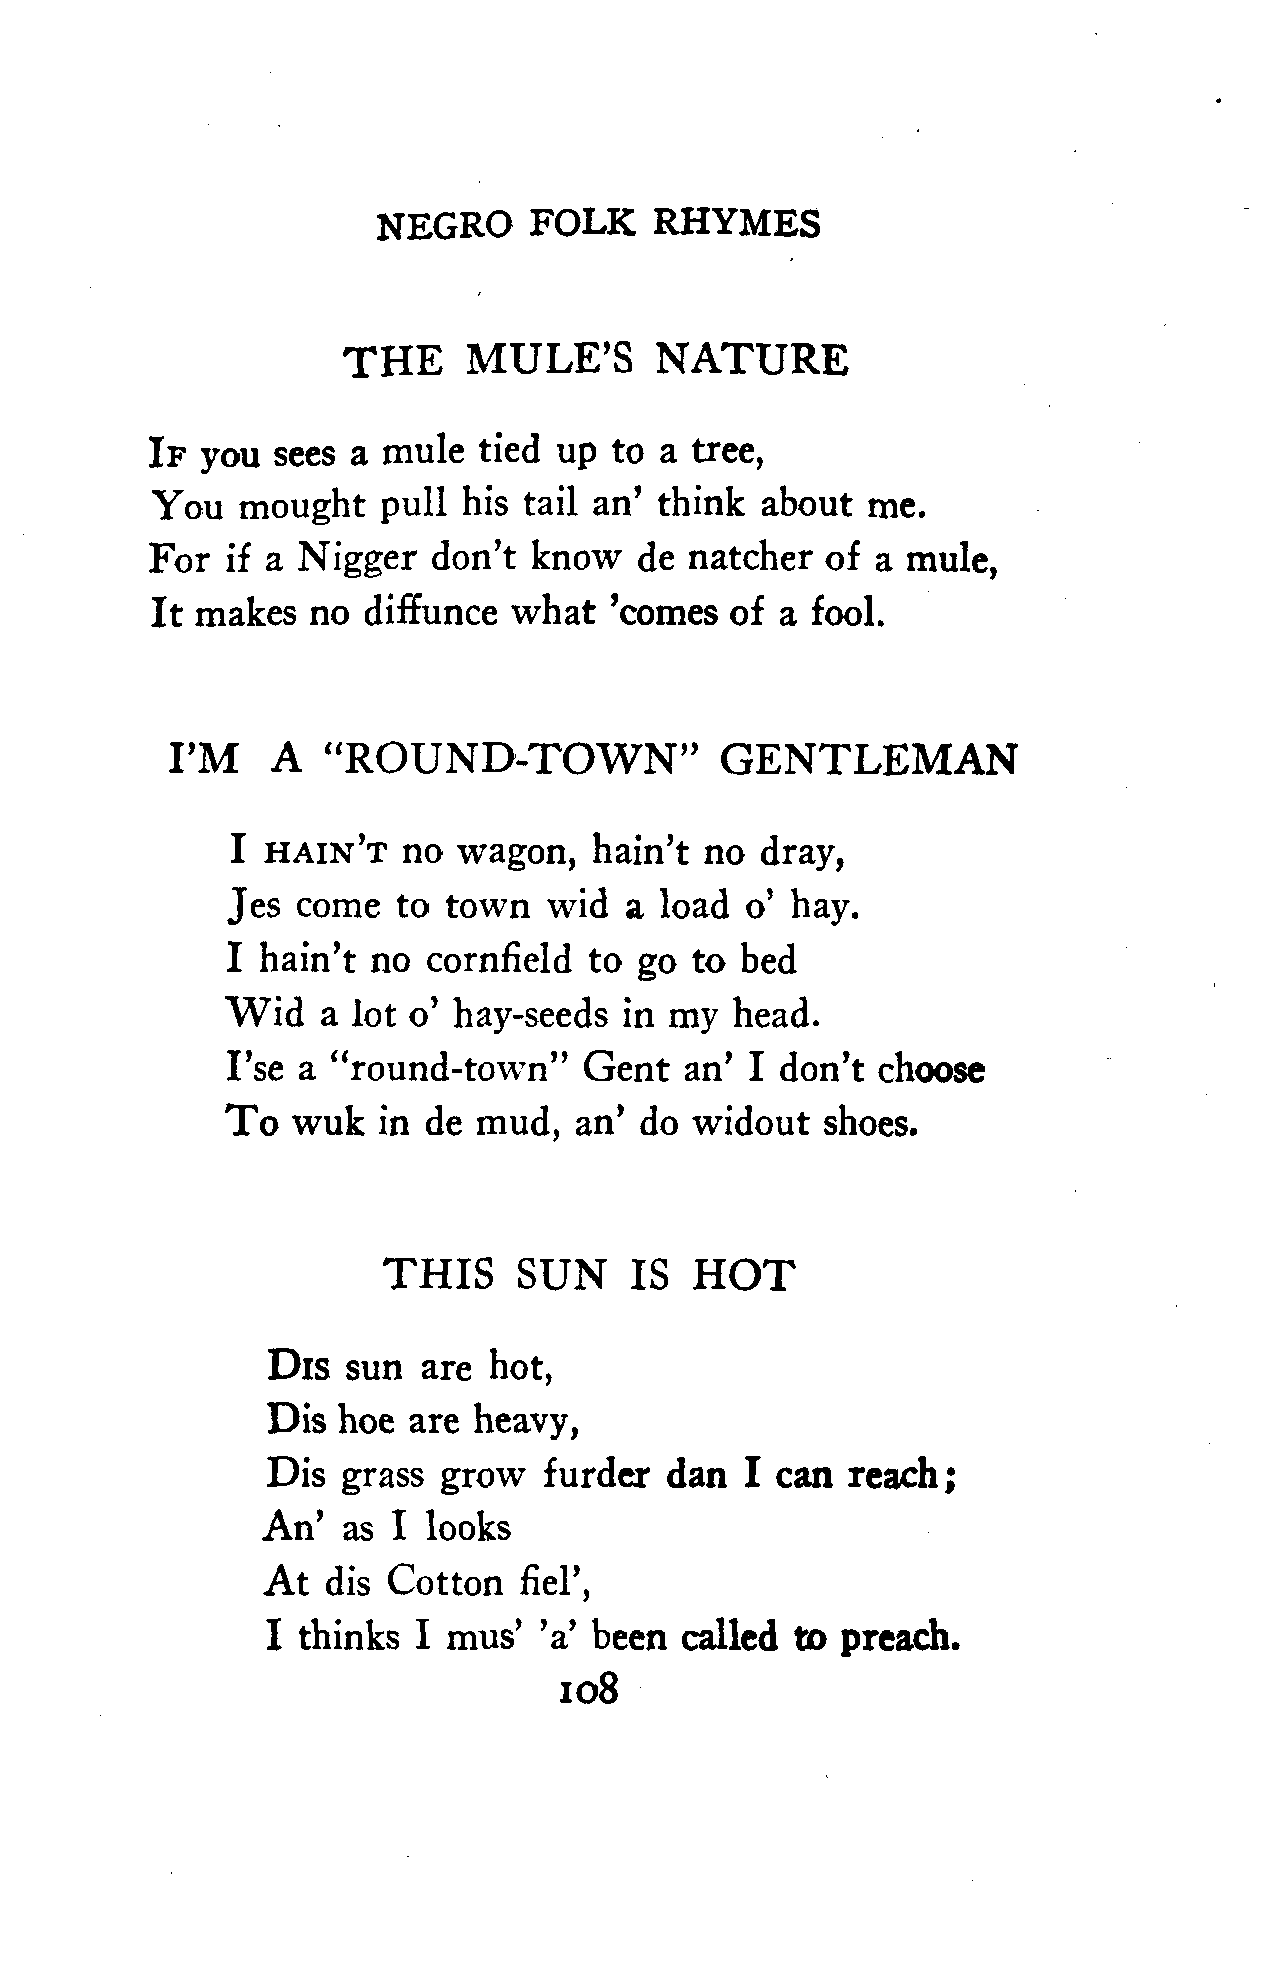 NEGRO FOLK RHYMES
THE MULE'S NATURE
IF you sees a mule tied up to a tree,
You mought pull his tail an' think about me.
For if a Nigger don't know de natcher of a mule,
It makes no diffunce what 'comes of a fool.
I'M A "ROUND-TOWN" GENTLEMAN
I HAIN'T no wagon, hain't no dray,
Jes come to town wid a load o' hay.
I hain't no cornfield to go to bed
Wid a lot o' hay-seeds in my head.
I'se a "round-town" Gent an' I don't choose
To wuk in de mud, an' do widout shoes.
THIS SUN IS HOT
DIS sun are hot,
Dis hoe are heavy,
Dis grass grow furder dan I can reach;
An' as I looks
At dis Cotton fiel',
I thinks I mus' 'a' been called to preach.
108